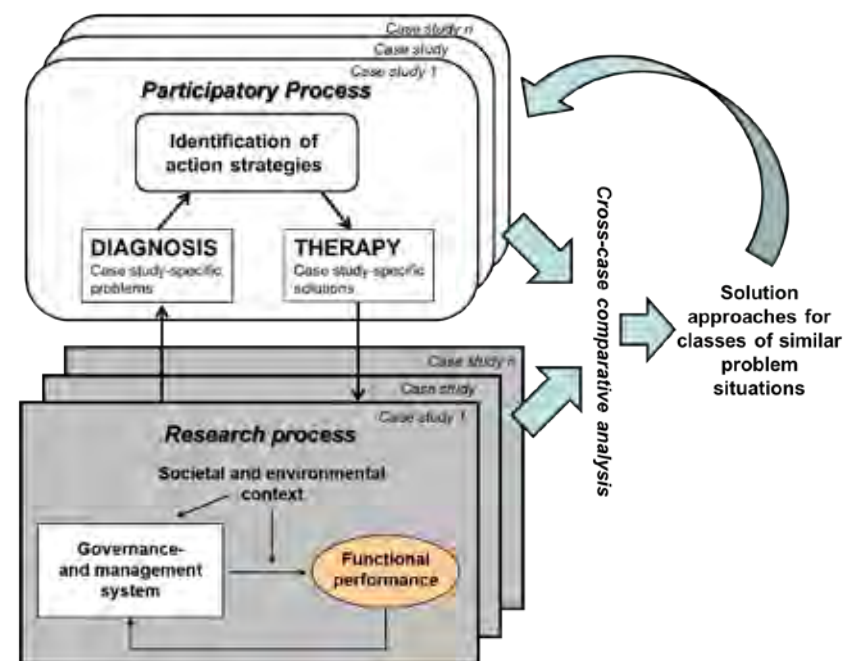 Case study n
Case study
Case study 1
Participatory Process
Identification of
action strategies
DIAGNOSIS
Case study-specific
problems
THERAPY
Case study-specific
solutions
Case study n
Case study
Case study 1
Research process
Societal and environmental
context
Governance-
and management
system
Functional
performance
Cross-case comparative analysis
Solution
approaches for
classes of similar
problem
situations